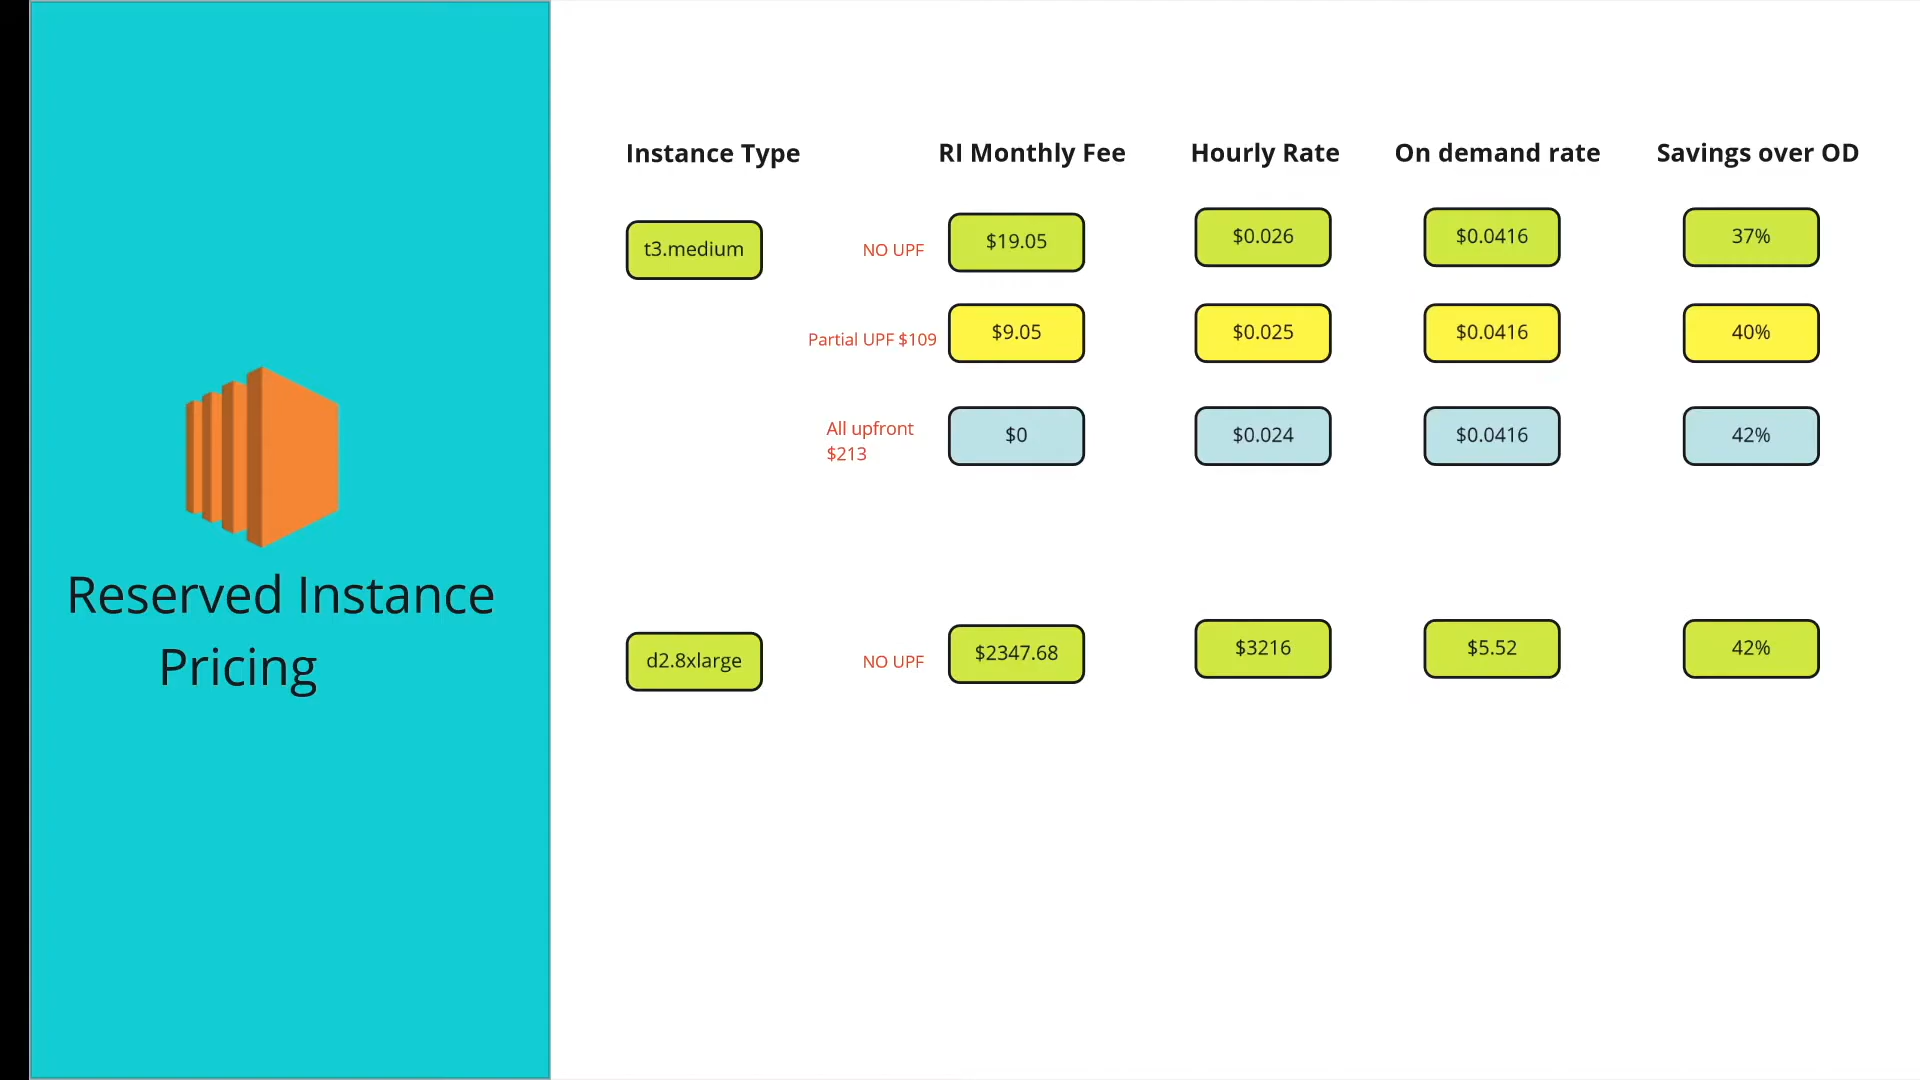 Reserved Instance
Pricing
Instance Type RI Monthly Fee Hourly Rate On demand rate Savings over OD
t3.medium NO UPF $19.05 $0.026 $0.0416 37%
Partial UPF $109 $9.05 $0.025 $0.0416 40%
All upfront
$213 $0 $0.024 $0.0416 42%
d2.8xlarge NO UPF $2347.68 $3216 $5.52 42%